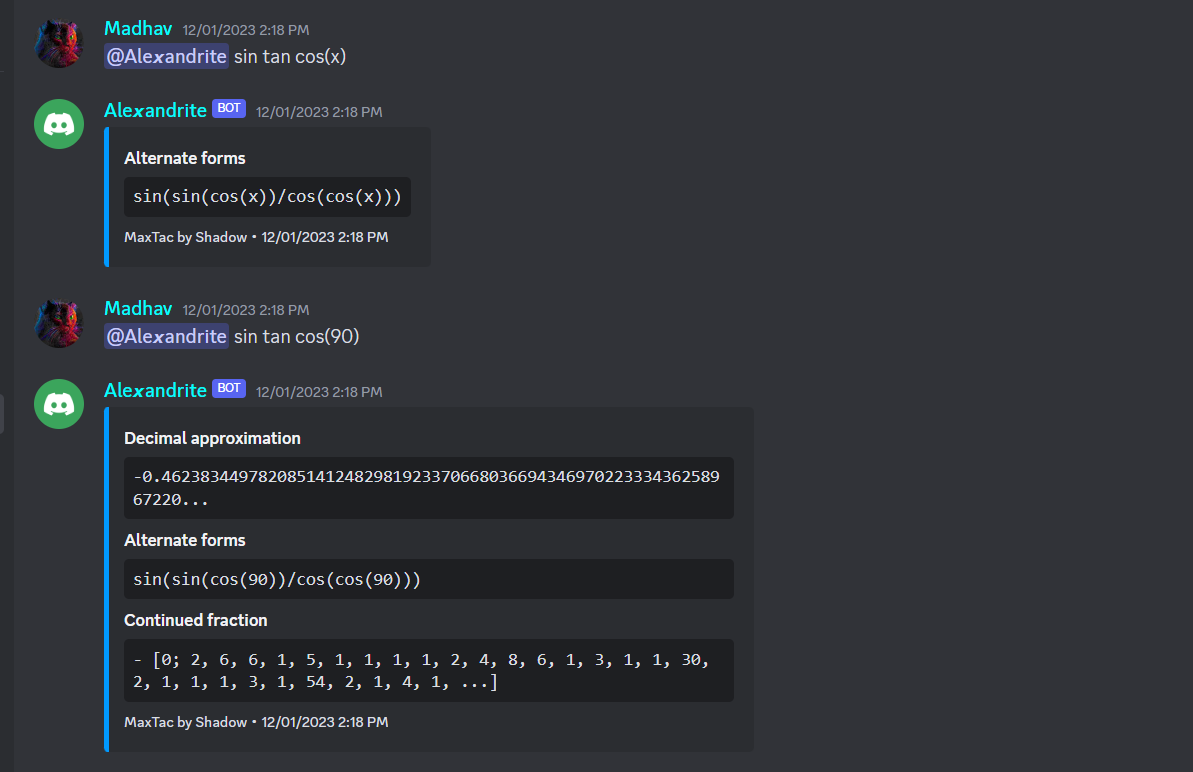 Madhav 12/01/2023 2:18 PM
@Alexandrite sin tan cos(x)
Alexandrite BOT 12/01/2023 2:18 PM
Alternate forms
sin(sin(cos(x))/cos(cos(x)))
MaxTac by Shadow • 12/01/2023 2:18 PM
Madhav 12/01/2023 2:18 PM
@Alexandrite sin tan cos(90)
Alexandrite BOT 12/01/2023 2:18 PM
Decimal approximation
-0.4623834497820851412482981923370668036694346970223334362589
67220...
Alternate forms
sin(sin(cos(90))/cos(cos(90)))
Continued fraction
- [0; 2, 6, 6, 1, 5, 1, 1, 1, 1, 2, 4, 8, 6, 1, 3, 1, 1, 30,
2, 1, 1, 1, 3, 1, 54, 2, 1, 4, 1, ...]
MaxTac by Shadow • 12/01/2023 2:18 PM